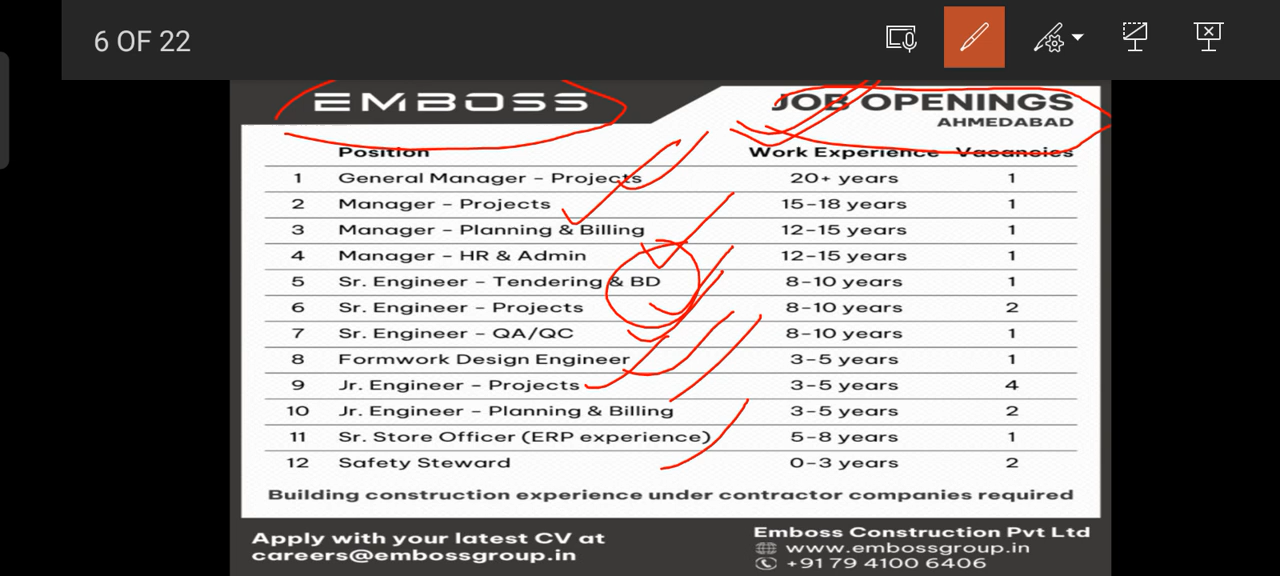 6 OF 22
EMBOSS
JOB OPENINGS
AHMEDABAD
Position Work Experience Vacancies
1 General Manager - Projects 20+ years 1
2 Manager - Projects 15-18 years 1
3 Manager - Planning & Billing 12-15 years 1
4 Manager - HR & Admin 12-15 years 1
5 Sr. Engineer - Tendering & BD 8-10 years 1
6 Sr. Engineer - Projects 8-10 years 2
7 Sr. Engineer - QA/QC 8-10 years 1
8 Formwork Design Engineer 3-5 years 1
9 Jr. Engineer - Projects 3-5 years 4
10 Jr. Engineer - Planning & Billing 3-5 years 2
11 Sr. Store Officer (ERP experience) 5-8 years 1
12 Safety Steward 0-3 years 2
Building construction experience under contractor companies required
Apply with your latest CV at
careers@embossgroup.in
Emboss Construction Pvt Ltd
www.embossgroup.in
+91 79 4100 6406